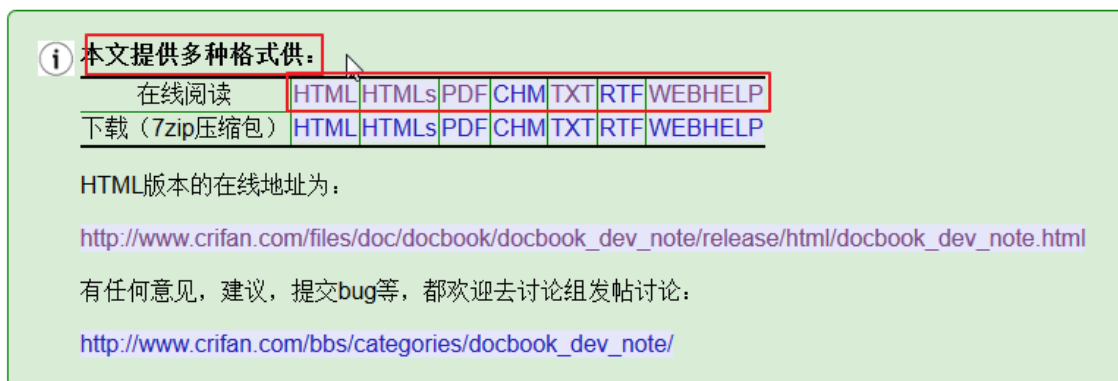 本文提供多种格式供：
在线阅读 HTML HTMLs PDF CHM TXT RTF WEBHELP
下载（7zip压缩包） HTML HTMLs PDF CHM TXT RTF WEBHELP
HTML版本的在线地址为：
http://www.crifan.com/files/doc/docbook/docbook_dev_note/release/html/docbook_dev_note.html
有任何意见，建议，提交bug等，都欢迎去讨论组发帖讨论：
http://www.crifan.com/bbs/categories/docbook_dev_note/